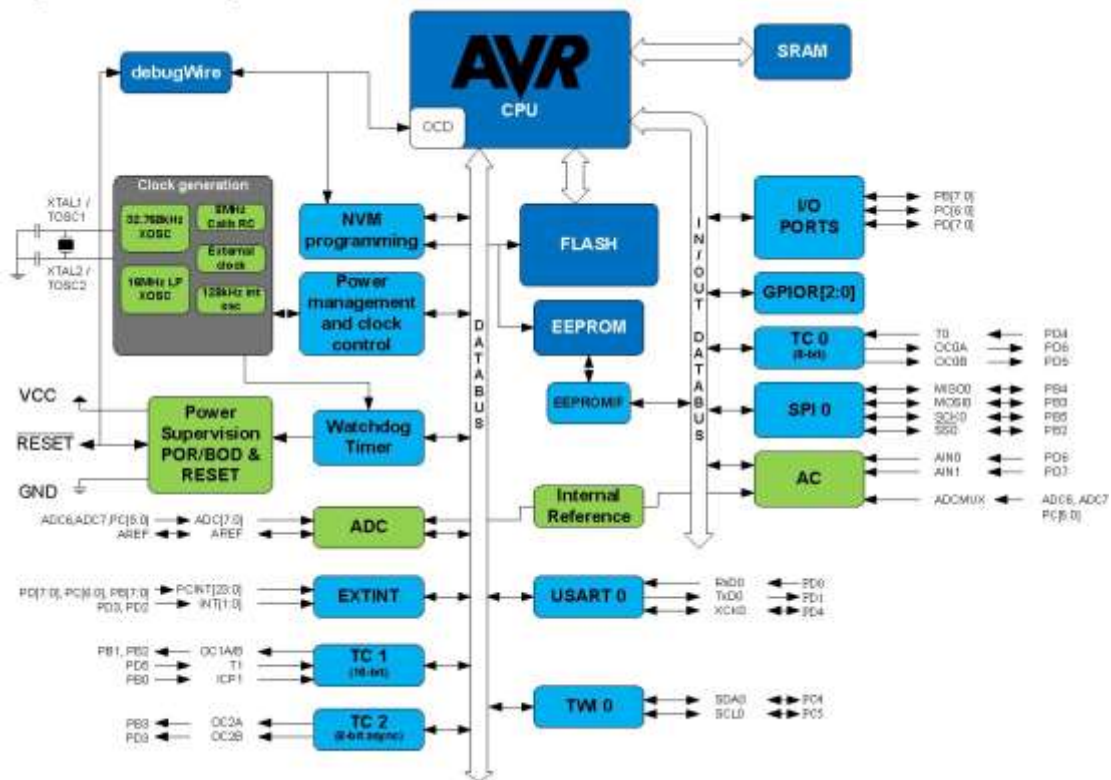 debugWire
AVR
CPU
OCD
SRAM
Clock generation
XTAL1 /
TOSC1
XTAL2 /
TOSC2
32.768kHz
XOSC
8MHz
Calib RC
External
clock
16MHz LP
XOSC
128kHz int
osc
NVM
programming
Power
management
and clock
control
FLASH
EEPROM
EEPROMIF
DATABUS
IN/OUT DATABUS
I/O
PORTS
PB[7:0]
PC[6:0]
PD[7:0]
GPIOR[2:0]
TC 0
(8-bit)
T0 PD4
OC0A PD6
OC0B PD5
SPI 0
MISO0 PB4
MOSI0 PB3
SCK0 PB5
SS0 PB2
AC
AIN0 PD6
AIN1 PD7
ADCMUX ADC6, ADC7
PC[5:0]
VCC
RESET
GND
Power
Supervision
POR/BOD &
RESET
Watchdog
Timer
Internal
Reference
ADC6,ADC7,PC[5:0] ADC[7:0]
AREF AREF
ADC
PD[7:0], PC[6:0], PB[7:0] PCINT[23:0]
PD3, PD2 INT[1:0]
EXTINT
USART 0
RxD0 PD0
TxD0 PD1
XCK0 PD4
PB1, PB2 OC1A/B
PD5 T1
PB0 ICP1
TC 1
(16-bit)
TWI 0
SDA0 PC4
SCL0 PC5
PB3 OC2A
PD3 OC2B
TC 2
(8-bit async)